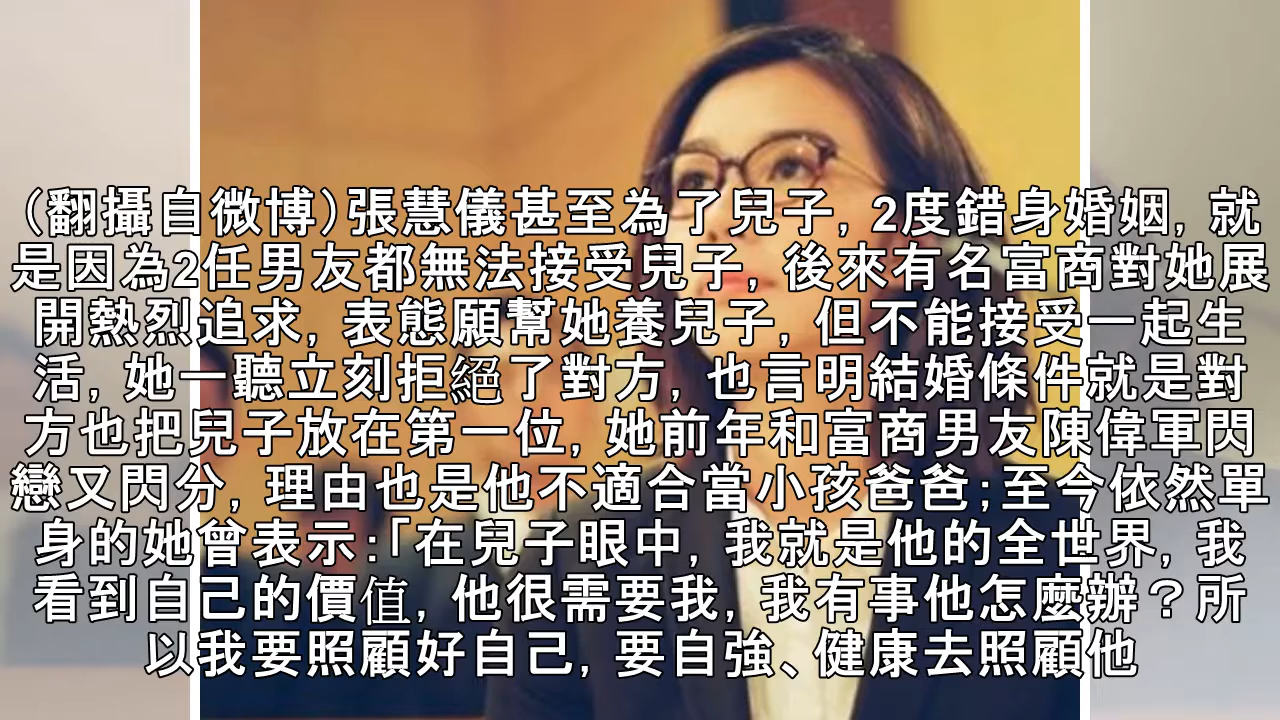 (翻攝自微博)張慧儀甚至為了兒子,2度錯身婚姻,就
是因為2任男友都無法接受兒子,後來有名富商對她展
開熱烈追求,表態願幫她養兒子,但不能接受一起生
活,她一聽立刻拒絕了對方,也言明結婚條件就是對
方也把兒子放在第一位,她前年和富商男友陳偉軍閃
戀又閃分,理由也是他不適合當小孩爸爸;至今依然單
身的她曾表示:「在兒子眼中,我就是他的全世界,我
看到自己的價值,他很需要我,我有事他怎麼辦?所
以我要照顧好自己,要自強、健康去照顧他